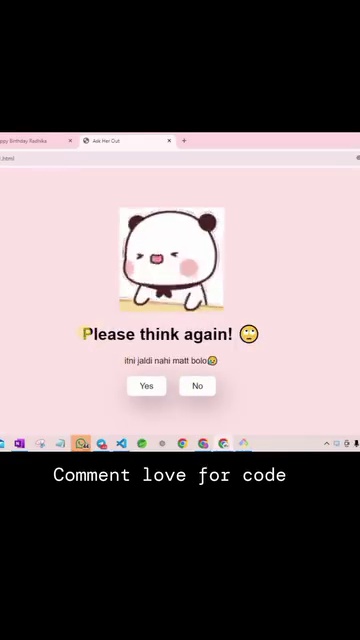 ppy Birthday Radhika
Ask Her Out
.html
Please think again! 🙄
itni jaldi nahi matt bolo😥
Yes
No
Comment love for code